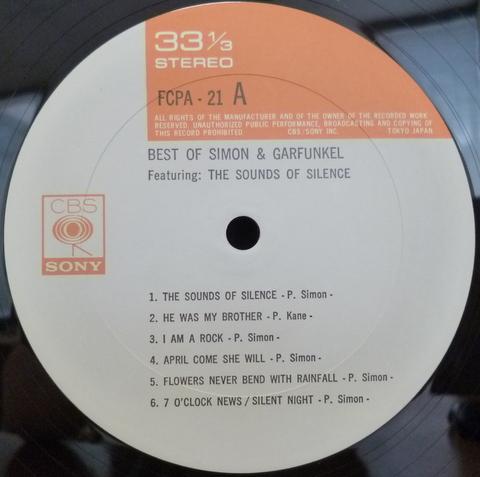 33 1/3
STEREO
FCPA - 21 A
ALL RIGHTS OF THE MANUFACTURER AND OF THE OWNER OF THE RECORDED WORK
RESERVED. UNAUTHORIZED PUBLIC PERFORMANCE, BROADCASTING AND COPYING OF
THIS RECORD PROHIBITED CBS/SONY INC. TOKYO JAPAN
BEST OF SIMON & GARFUNKEL
Featuring: THE SOUNDS OF SILENCE
CBS
SONY
1. THE SOUNDS OF SILENCE - P. Simon -
2. HE WAS MY BROTHER - P. Kane -
3. I AM A ROCK - P. Simon -
4. APRIL COME SHE WILL - P. Simon -
5. FLOWERS NEVER BEND WITH RAINFALL - P. Simon -
6. 7 O'CLOCK NEWS / SILENT NIGHT - P. Simon -